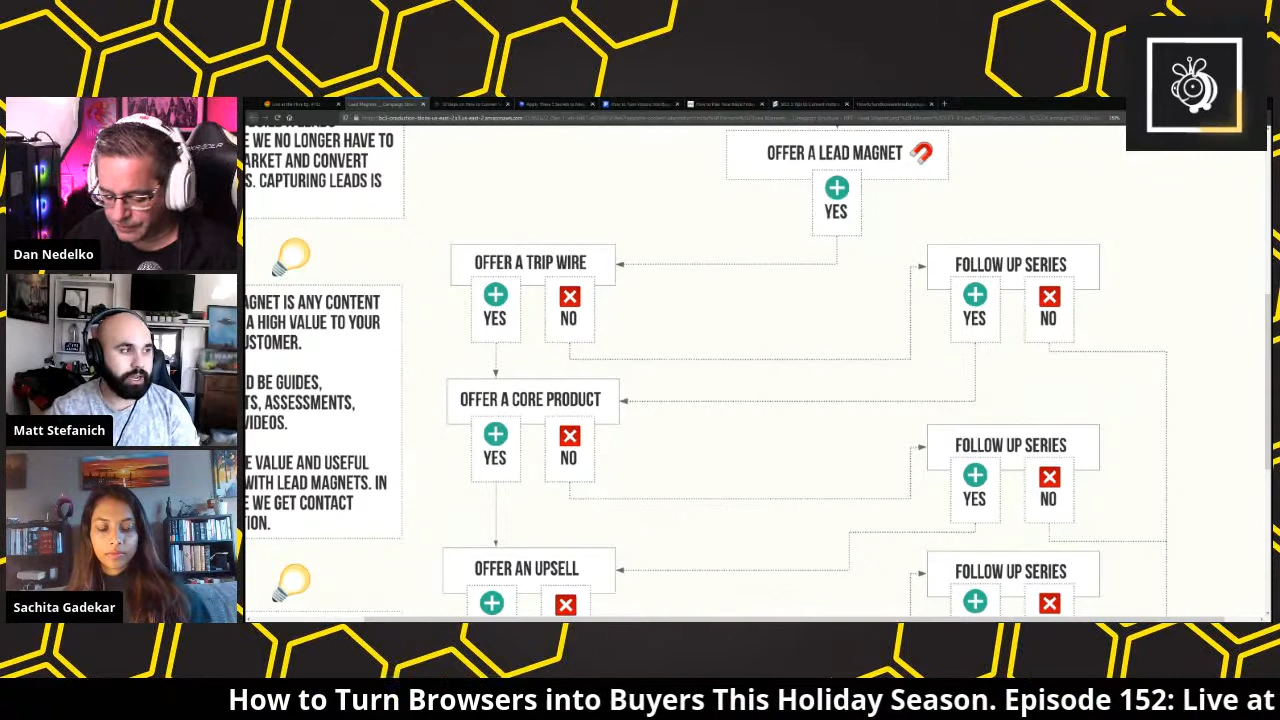 Dan Nedelko
Matt Stefanich
Sachita Gadekar
E WE NO LONGER HAVE TO
ARKET AND CONVERT
S. CAPTURING LEADS IS
AGNET IS ANY CONTENT
A HIGH VALUE TO YOUR
USTOMER.
D BE GUIDES,
TS, ASSESSMENTS,
VIDEOS.
E VALUE AND USEFUL
WITH LEAD MAGNETS. IN
E WE GET CONTACT
ION.
OFFER A LEAD MAGNET
YES
OFFER A TRIP WIRE
YES
NO
FOLLOW UP SERIES
YES
NO
OFFER A CORE PRODUCT
YES
NO
FOLLOW UP SERIES
YES
NO
OFFER AN UPSELL
FOLLOW UP SERIES
How to Turn Browsers into Buyers This Holiday Season. Episode 152: Live at